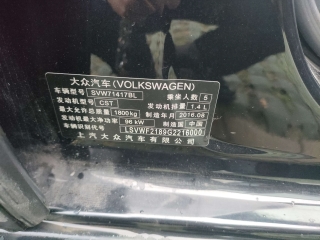 大众汽车(VOLKSWAGEN)
车辆型号 SVW71417BL 乘坐人数 5
发动机型号 CST 发动机排量 1.4 L
最大允许总质量 1800kg 制造年月 2016.08
发动机最大净功率 96 kW 制造国 中国
车辆识别代号 LSVWF2189G2216000
上汽大众汽车有限公司